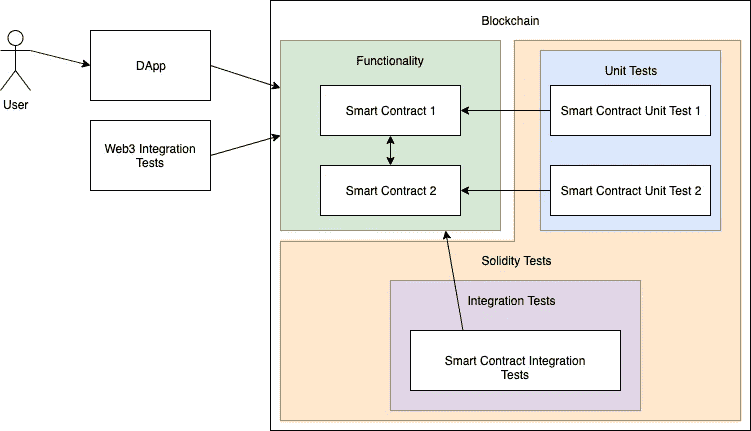 Blockchain
Functionality
Unit Tests
DApp
User
Smart Contract 1
Smart Contract Unit Test 1
Web3 Integration
Tests
Smart Contract 2
Smart Contract Unit Test 2
Solidity Tests
Integration Tests
Smart Contract Integration
Tests